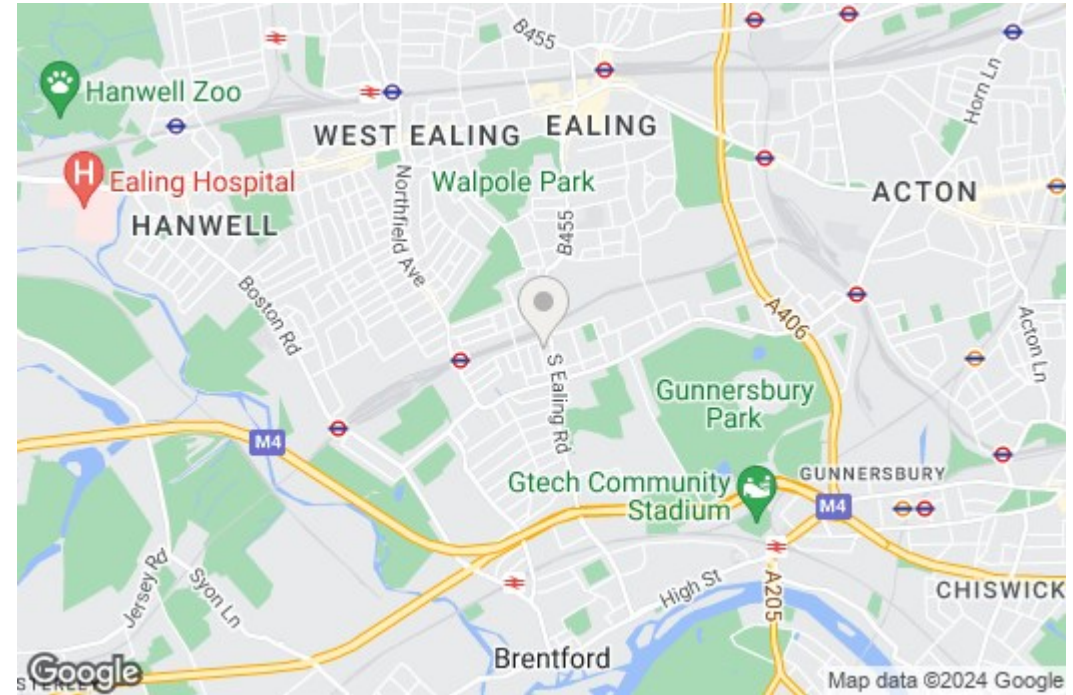 B455
Horn Ln
Hanwell Zoo
WEST EALING
EALING
H
Ealing Hospital
Walpole Park
ACTON
HANWELL
Northfield Ave
B455
Boston Rd
A406
Acton Ln
S Ealing Rd
Gunnersbury
Park
M4
Gtech Community
Stadium
GUNNERSBURY
M4
Jersey Rd
Syon Ln
High St
A205
CHISWICK
Brentford
Google
Map data ©2024 Google